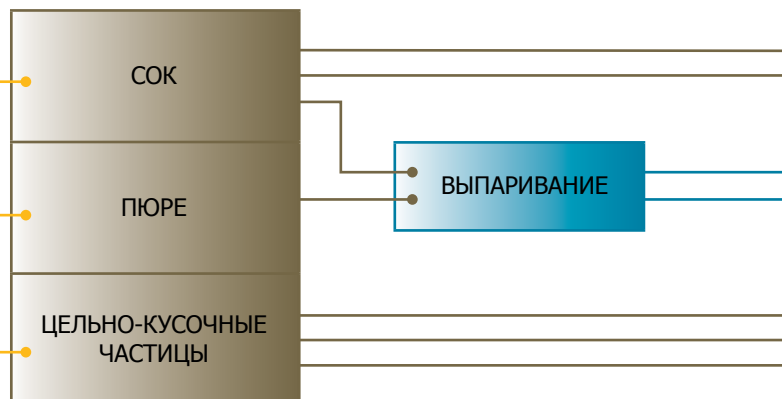 СОК
ПЮРЕ
ВЫПАРИВАНИЕ
ЦЕЛЬНО-КУСОЧНЫЕ
ЧАСТИЦЫ